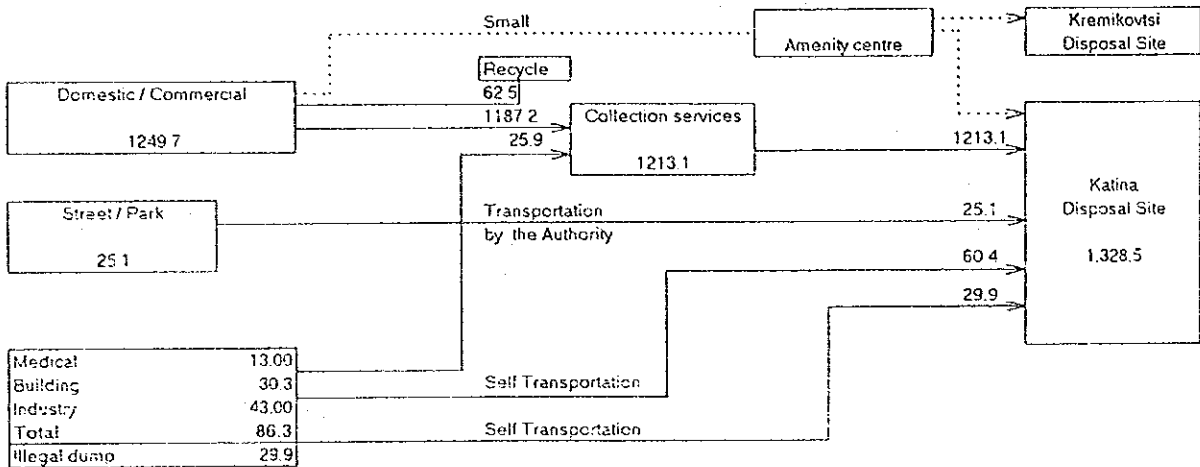 Small
Amenity centre
Kremikovtsi
Disposal Site
Recycle
Domestic / Commercial
62.5
1187.2
Collection services
1249.7
25.9
1213.1
1213.1
Katina
Disposal Site
1,328.5
Street / Park
25.1
Transportation
by the Authority
25.1
60.4
29.9
Medical 13.00
Building 30.3
Industry 43.00
Total 86.3
Illegal dump 29.9
Self Transportation
Self Transportation